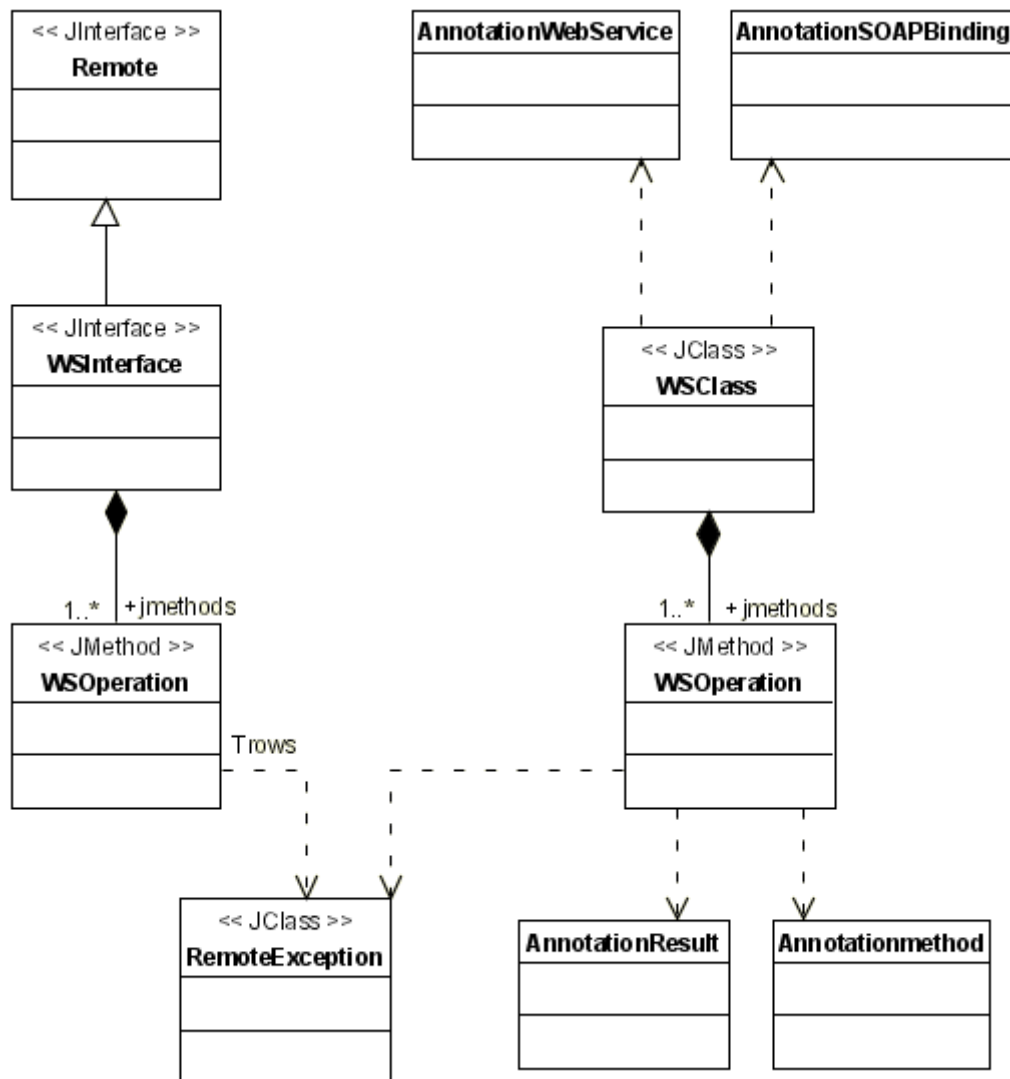 << JInterface >>
Remote
AnnotationWebService
AnnotationSOAPBinding
<< JInterface >>
WSInterface
<< JClass >>
WSClass
1..* +jmethods
1..* +jmethods
<< JMethod >>
WSOperation
<< JMethod >>
WSOperation
Trows
<< JClass >>
RemoteException
AnnotationResult
Annotationmethod